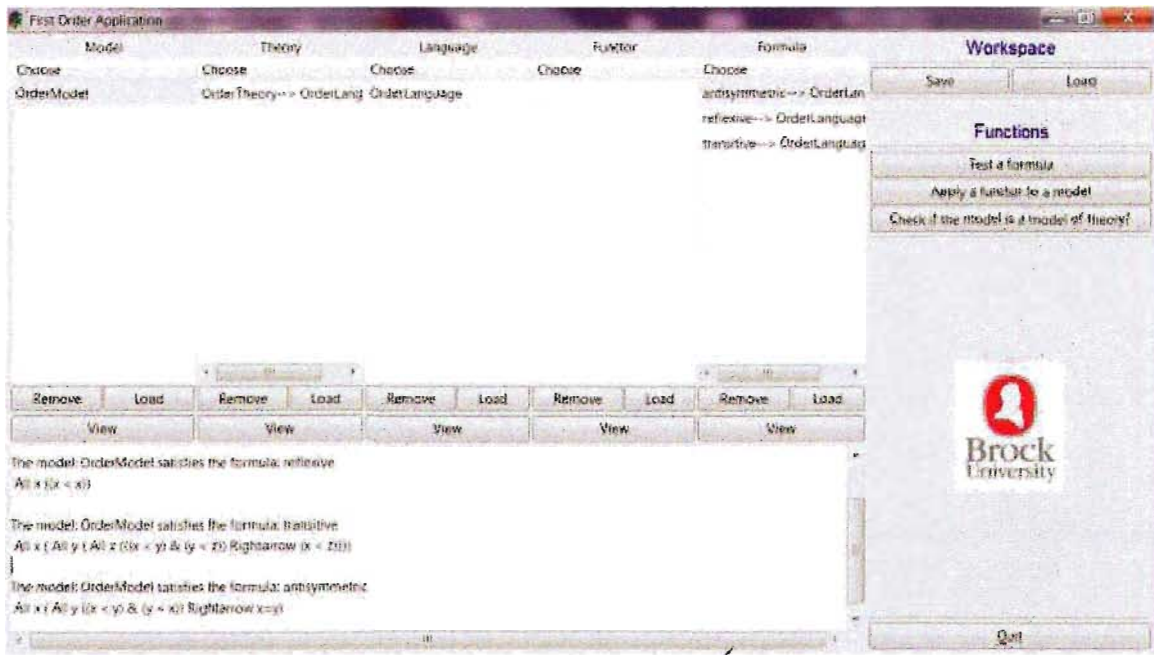 First Order Application
Model Theory Language Functor Formula Workspace
Choose Choose Choose Choose Choose
Save Load
OrderModel OrderTheory--> OrderLang OrderLanguage antisymmetric--> OrderLan
reflexive--> OrderLanguage
Functions
transitive--> OrderLanguag
Test a formula
Apply a functor to a model
Check if the model is a model of theory?
Remove Load Remove Load Remove Load Remove Load Remove Load
View View View View View
Brock
University
The model: OrderModel satisfies the formula: reflexive
All x ((x < x))
The model: OrderModel satisfies the formula: transitive
All x ( All y ( All z (((x < y) & (y < z)) Rightarrow (x < z))))
The model: OrderModel satisfies the formula: antisymmetric
All x ( All y ((x < y) & (y < x)) Rightarrow x=y)
Quit